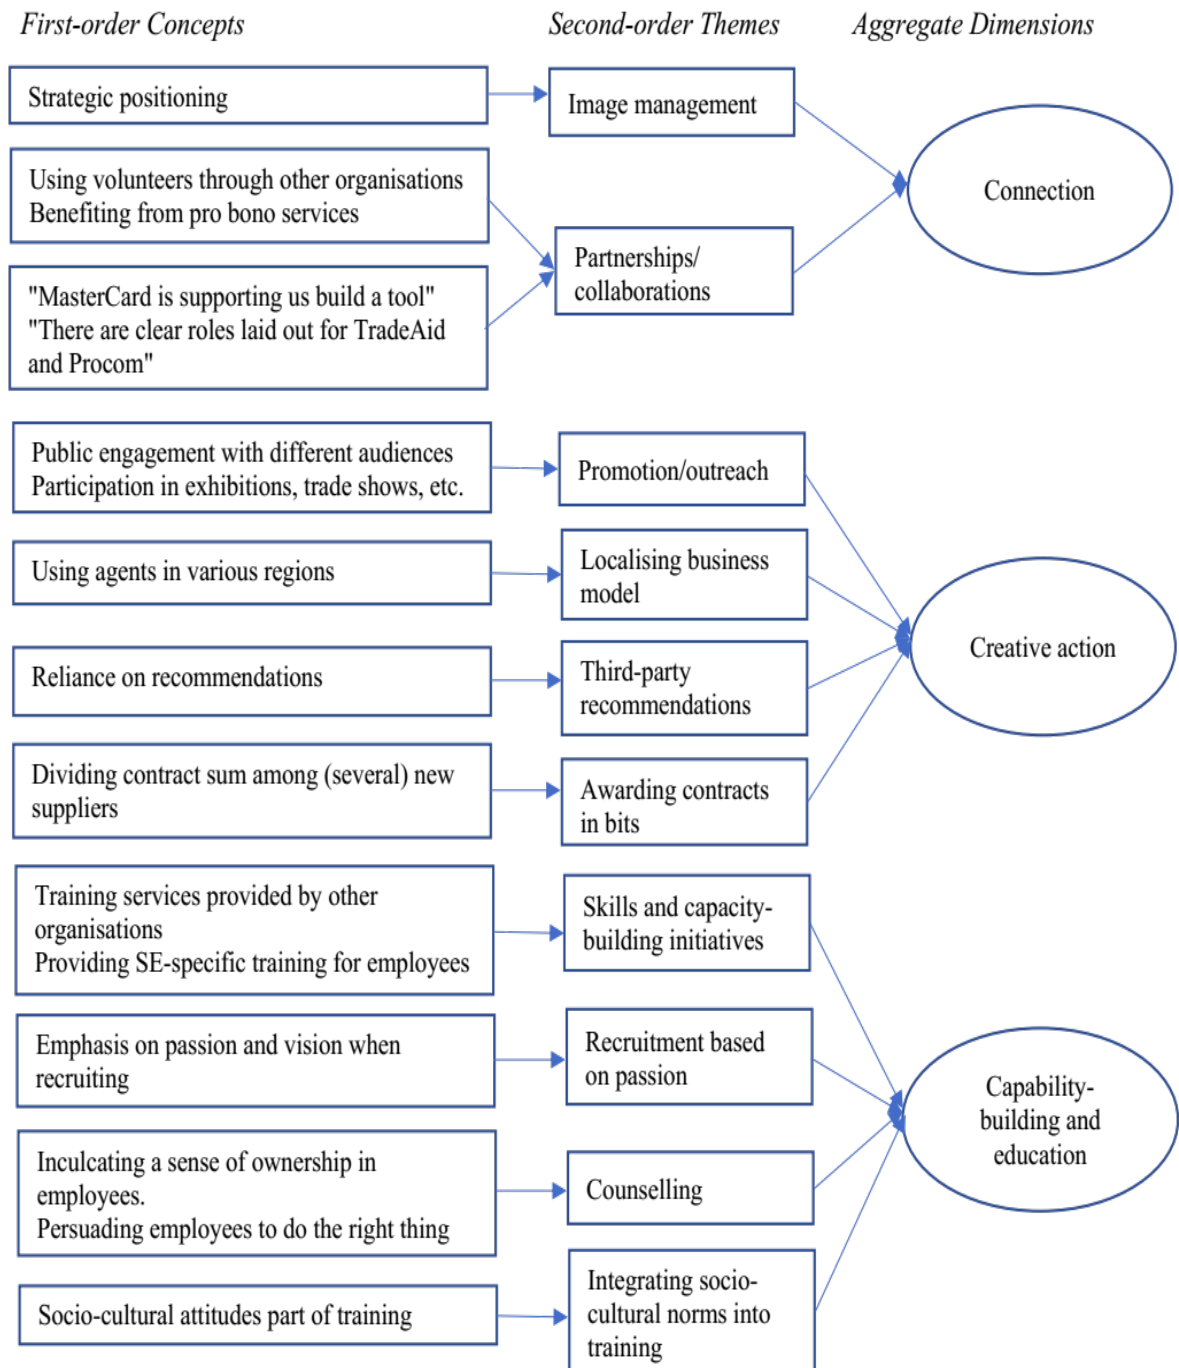 First-order Concepts
Second-order Themes
Aggregate Dimensions
Strategic positioning
Image management
Using volunteers through other organisations
Benefiting from pro bono services
Partnerships/
collaborations
Connection
"MasterCard is supporting us build a tool"
"There are clear roles laid out for TradeAid
and Procom"
Public engagement with different audiences
Participation in exhibitions, trade shows, etc.
Promotion/outreach
Using agents in various regions
Localising business
model
Creative action
Reliance on recommendations
Third-party
recommendations
Dividing contract sum among (several) new
suppliers
Awarding contracts
in bits
Training services provided by other
organisations
Providing SE-specific training for employees
Skills and capacity-
building initiatives
Emphasis on passion and vision when
recruiting
Recruitment based
on passion
Capability-
building and
education
Inculcating a sense of ownership in
employees.
Persuading employees to do the right thing
Counselling
Socio-cultural attitudes part of training
Integrating socio-
cultural norms into
training